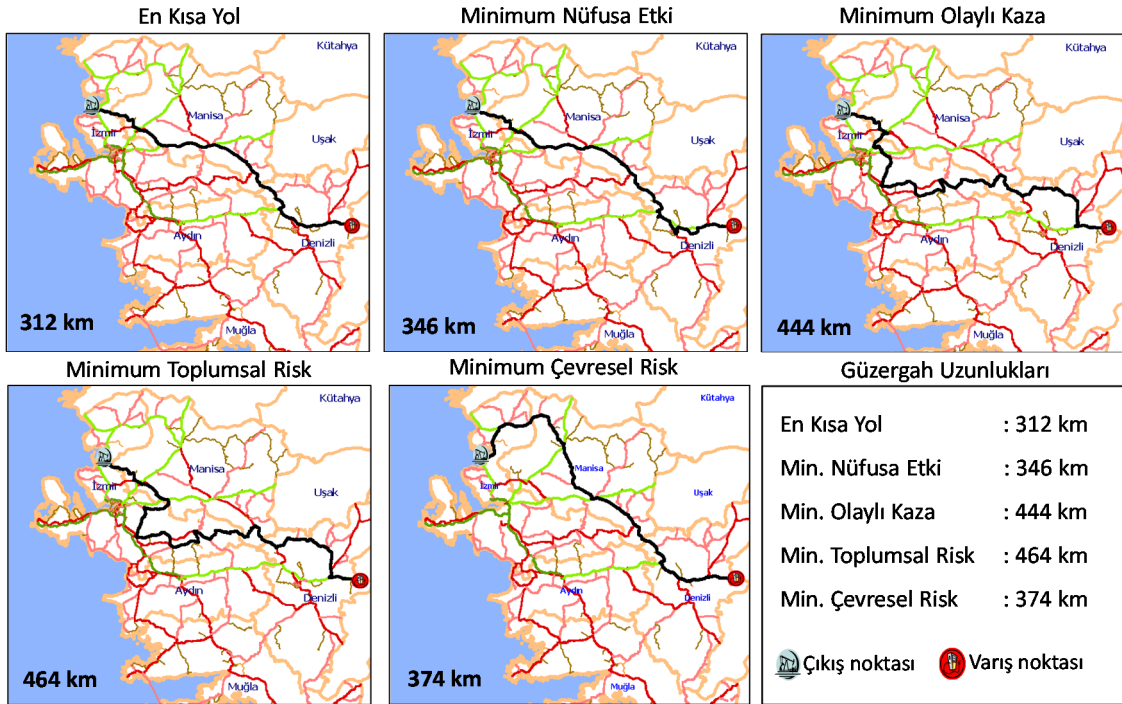 En Kısa Yol
Minimum Nüfusa Etki
Minimum Olaylı Kaza
Kütahya
Manisa
İzmir
Uşak
Aydın
Denizli
Muğla
312 km
Kütahya
Manisa
İzmir
Uşak
Aydın
Denizli
Muğla
346 km
Kütahya
Manisa
İzmir
Uşak
Aydın
Denizli
Muğla
444 km
Minimum Toplumsal Risk
Minimum Çevresel Risk
Güzergah Uzunlukları
Kütahya
Manisa
İzmir
Uşak
Aydın
Denizli
Muğla
464 km
Kütahya
Manisa
İzmir
Uşak
Aydın
Denizli
Muğla
374 km
En Kısa Yol : 312 km
Min. Nüfusa Etki : 346 km
Min. Olaylı Kaza : 444 km
Min. Toplumsal Risk : 464 km
Min. Çevresel Risk : 374 km
Çıkış noktası Varış noktası